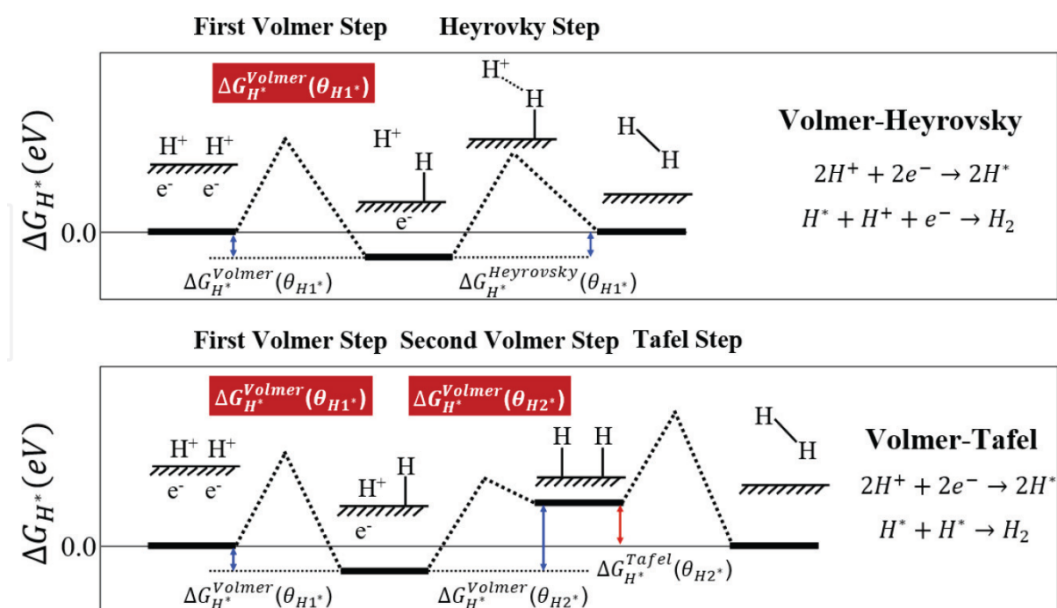 First Volmer Step Heyrovky Step
ΔG_{H*}^{Volmer}(θ_{H1*})
H⁺ H⁺
e⁻ e⁻
H⁺
H
e⁻
H⁺
H
H
H
Volmer-Heyrovsky
2H⁺ + 2e⁻ → 2H*
H* + H⁺ + e⁻ → H₂
ΔG_{H*}(eV)
0.0
ΔG_{H*}^{Volmer}(θ_{H1*})
ΔG_{H*}^{Heyrovsky}(θ_{H1*})
First Volmer Step Second Volmer Step Tafel Step
ΔG_{H*}^{Volmer}(θ_{H1*})
ΔG_{H*}^{Volmer}(θ_{H2*})
H⁺ H⁺
e⁻ e⁻
H⁺ H
e⁻
H H
H
H
Volmer-Tafel
2H⁺ + 2e⁻ → 2H*
H* + H* → H₂
ΔG_{H*}(eV)
0.0
ΔG_{H*}^{Tafel}(θ_{H2*})
ΔG_{H*}^{Volmer}(θ_{H1*})
ΔG_{H*}^{Volmer}(θ_{H2*})